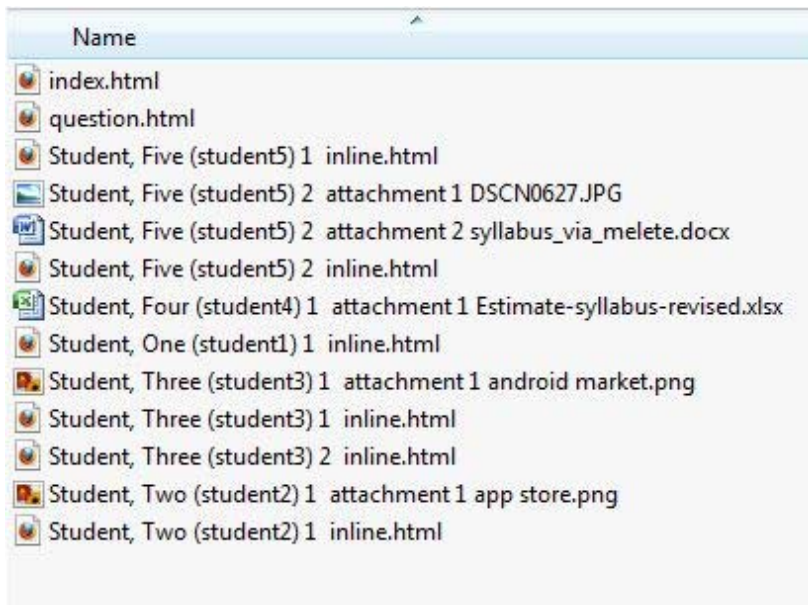 Name
index.html
question.html
Student, Five (student5) 1  inline.html
Student, Five (student5) 2  attachment 1 DSCN0627.JPG
Student, Five (student5) 2  attachment 2 syllabus_via_melete.docx
Student, Five (student5) 2  inline.html
Student, Four (student4) 1  attachment 1 Estimate-syllabus-revised.xlsx
Student, One (student1) 1  inline.html
Student, Three (student3) 1  attachment 1 android market.png
Student, Three (student3) 1  inline.html
Student, Three (student3) 2  inline.html
Student, Two (student2) 1  attachment 1 app store.png
Student, Two (student2) 1  inline.html